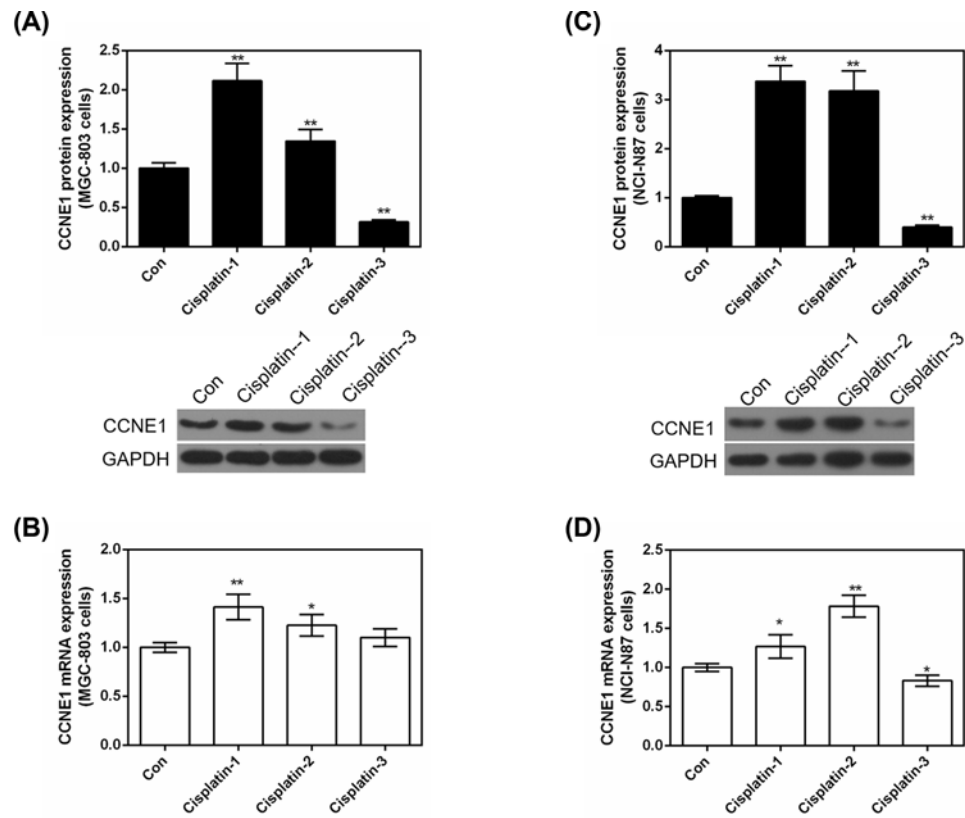 (A)
CCNE1 protein expression
(MGC-803 cells)
2.5
2.0
1.5
1.0
0.5
0.0
**
**
**
Con
Cisplatin-1
Cisplatin-2
Cisplatin-3
Con
Cisplatin--1
Cisplatin--2
Cisplatin--3
CCNE1
GAPDH
(B)
CCNE1 mRNA expression
(MGC-803 cells)
2.0
1.5
1.0
0.5
0.0
**
*
Con
Cisplatin-1
Cisplatin-2
Cisplatin-3
(C)
CCNE1 protein expression
(NCI-N87 cells)
4
3
2
1
0
**
**
**
Con
Cisplatin-1
Cisplatin-2
Cisplatin-3
Con
Cisplatin--1
Cisplatin--2
Cisplatin--3
CCNE1
GAPDH
(D)
CCNE1 mRNA expression
(NCI-N87 cells)
2.5
2.0
1.5
1.0
0.5
0.0
*
**
*
Con
Cisplatin-1
Cisplatin-2
Cisplatin-3